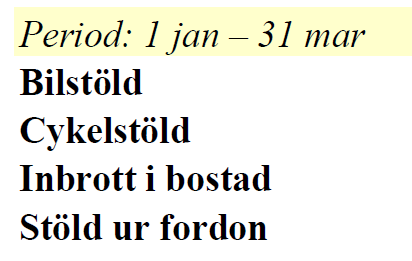 Period: 1 jan – 31 mar
Bilstöld
Cykelstöld
Inbrott i bostad
Stöld ur fordon